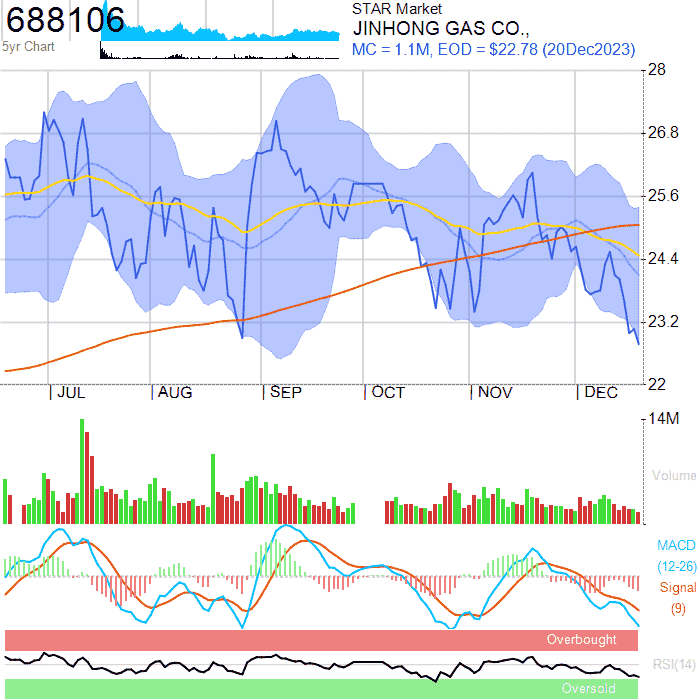 688106
5yr Chart
STAR Market
JINHONG GAS CO.,
MC = 1.1M, EOD = $22.78 (20Dec2023)
28
26.8
25.6
24.4
23.2
22
JUL AUG SEP OCT NOV DEC
14M
Volume
MACD
(12-26)
Signal
(9)
Overbought
RSI(14)
Oversold